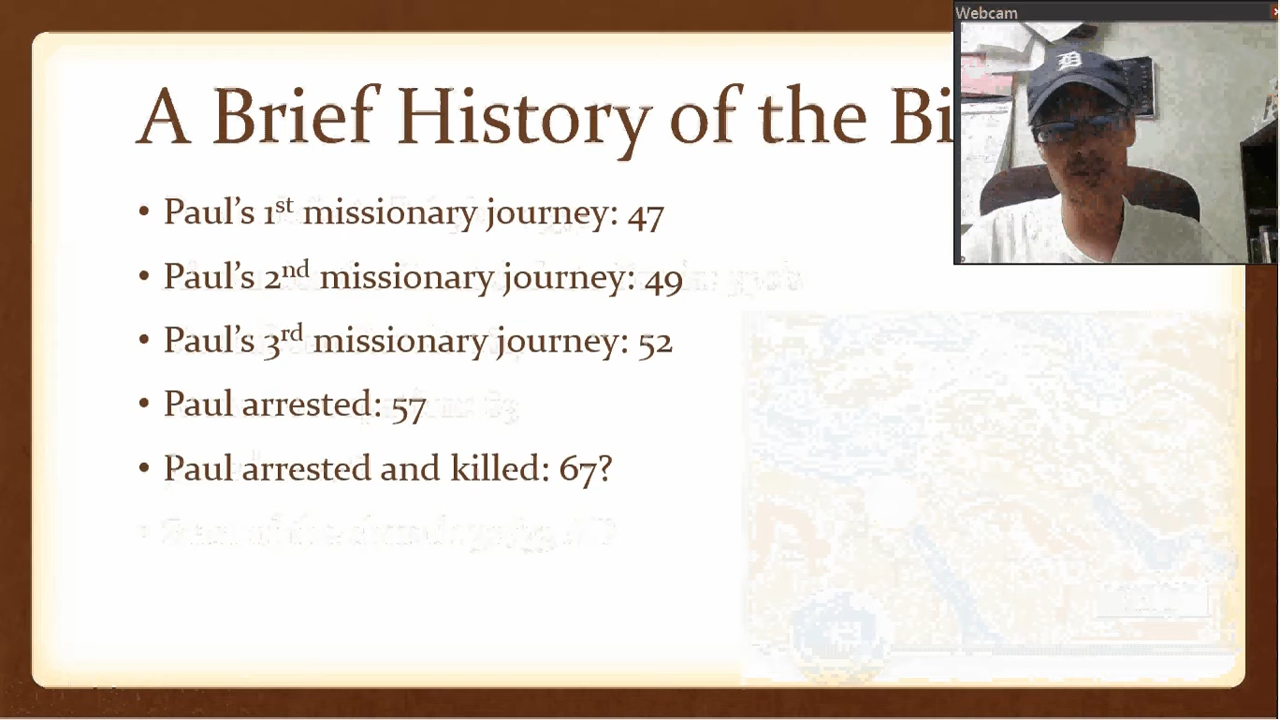 Webcam
A Brief History of the Bi
• Paul's 1st missionary journey: 47
• Paul's 2nd missionary journey: 49
• Paul's 3rd missionary journey: 52
• Paul arrested: 57
• Paul arrested and killed: 67?